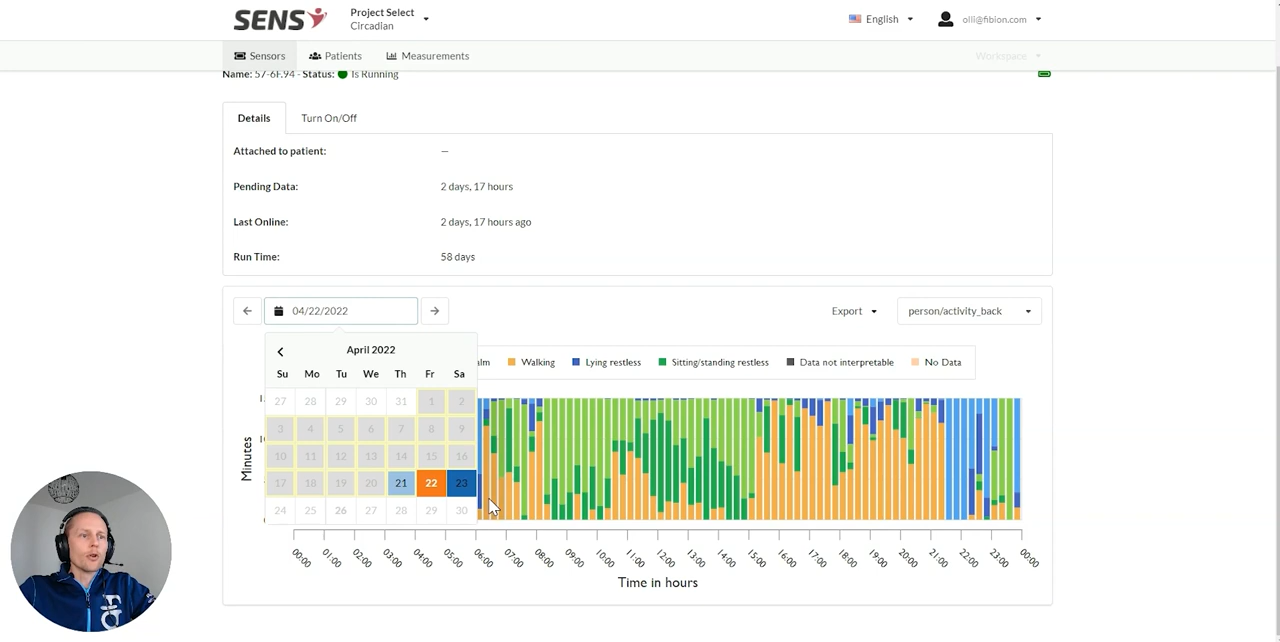 SENS
Project Select
Circadian
English
olli@fibion.com
Sensors
Patients
Measurements
Workspace
Name: 57-6F.94 - Status: Is Running
Details
Turn On/Off
Attached to patient: —
Pending Data: 2 days, 17 hours
Last Online: 2 days, 17 hours ago
Run Time: 58 days
04/22/2022
Export
person/activity_back
April 2022
Su Mo Tu We Th Fr Sa
27 28 29 30 31 1 2
3 4 5 6 7 8 9
10 11 12 13 14 15 16
17 18 19 20 21 22 23
24 25 26 27 28 29 30
Walking
Lying restless
Sitting/standing restless
Data not interpretable
No Data
Minutes
00:00 01:00 02:00 03:00 04:00 05:00 06:00 07:00 08:00 09:00 10:00 11:00 12:00 13:00 14:00 15:00 16:00 17:00 18:00 19:00 20:00 21:00 22:00 23:00 00:00
Time in hours